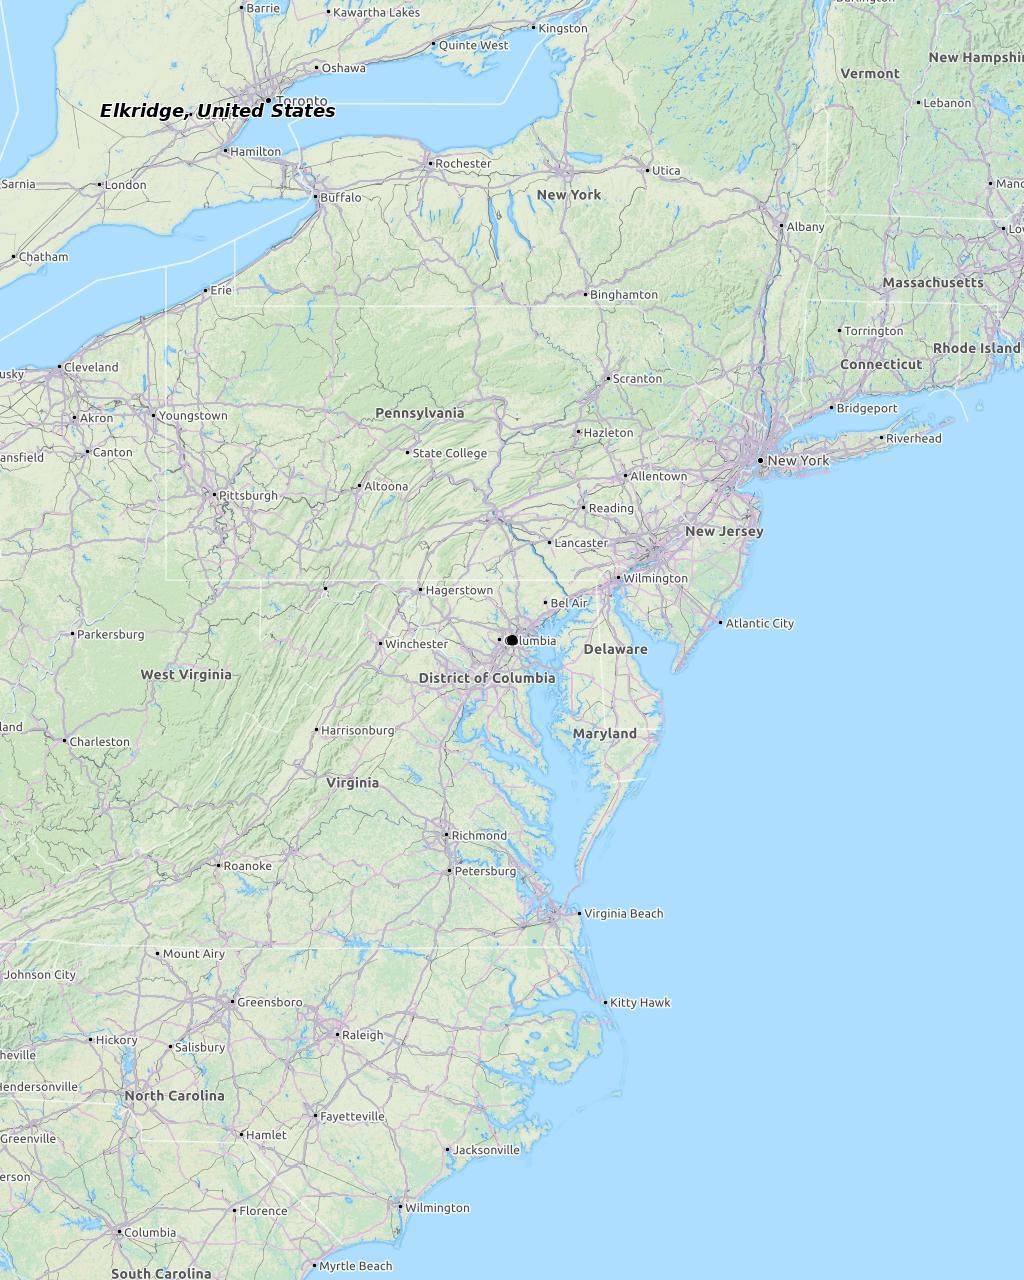 Barrie
Kawartha Lakes
Kingston
Quinte West
New Hampshir
Oshawa
Vermont
Toronto
Lebanon
Elkridge, United States
Hamilton
Rochester
Utica
Sarnia
London
New York
Buffalo
Albany
Chatham
Massachusetts
Erie
Binghamton
Torrington
Rhode Island
Connecticut
Cleveland
usky
Scranton
Bridgeport
Pennsylvania
Youngstown
Akron
Hazleton
Riverhead
Canton
State College
ansfield
New York
Allentown
Altoona
Pittsburgh
Reading
New Jersey
Lancaster
Wilmington
Hagerstown
Bel Air
Atlantic City
Parkersburg
Winchester
lumbia
Delaware
West Virginia
District of Columbia
land
Harrisonburg
Maryland
Charleston
Virginia
Richmond
Roanoke
Petersburg
Virginia Beach
Mount Airy
Johnson City
Greensboro
Kitty Hawk
Raleigh
Hickory
Salisbury
heville
Hendersonville
North Carolina
Fayetteville
Greenville
Hamlet
Jacksonville
erson
Wilmington
Florence
Columbia
Myrtle Beach
South Carolina